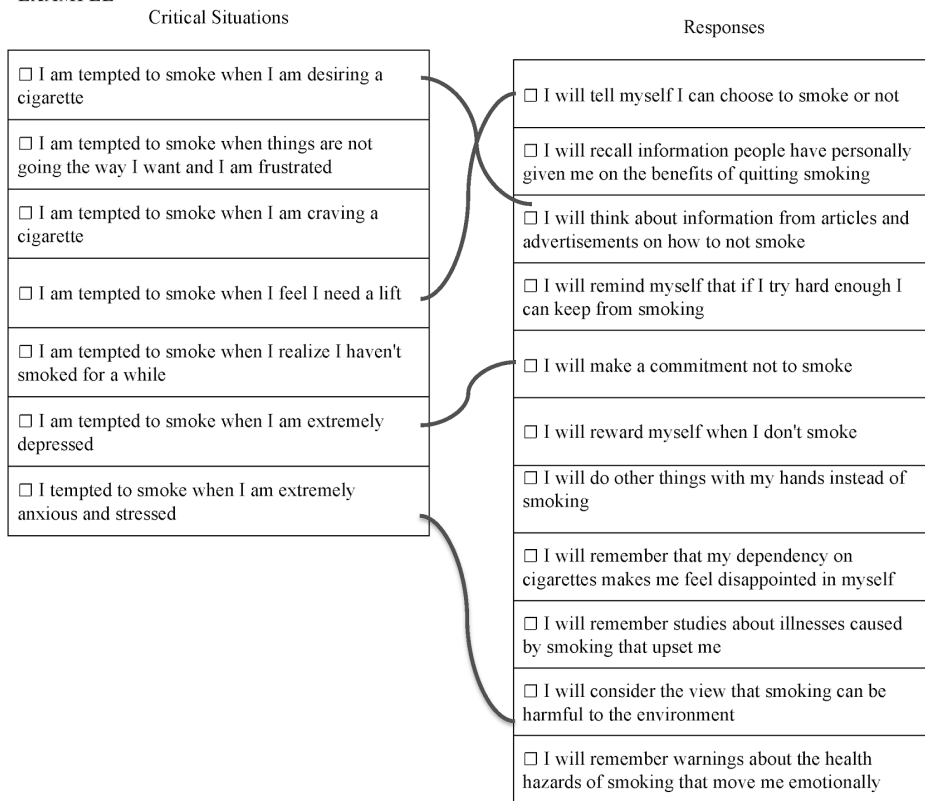 Critical Situations
☐ I am tempted to smoke when I am desiring a
cigarette
☐ I am tempted to smoke when things are not
going the way I want and I am frustrated
☐ I am tempted to smoke when I am craving a
cigarette
☐ I am tempted to smoke when I feel I need a lift
☐ I am tempted to smoke when I realize I haven't
smoked for a while
☐ I am tempted to smoke when I am extremely
depressed
☐ I tempted to smoke when I am extremely
anxious and stressed
Responses
☐ I will tell myself I can choose to smoke or not
☐ I will recall information people have personally
given me on the benefits of quitting smoking
☐ I will think about information from articles and
advertisements on how to not smoke
☐ I will remind myself that if I try hard enough I
can keep from smoking
☐ I will make a commitment not to smoke
☐ I will reward myself when I don't smoke
☐ I will do other things with my hands instead of
smoking
☐ I will remember that my dependency on
cigarettes makes me feel disappointed in myself
☐ I will remember studies about illnesses caused
by smoking that upset me
☐ I will consider the view that smoking can be
harmful to the environment
☐ I will remember warnings about the health
hazards of smoking that move me emotionally